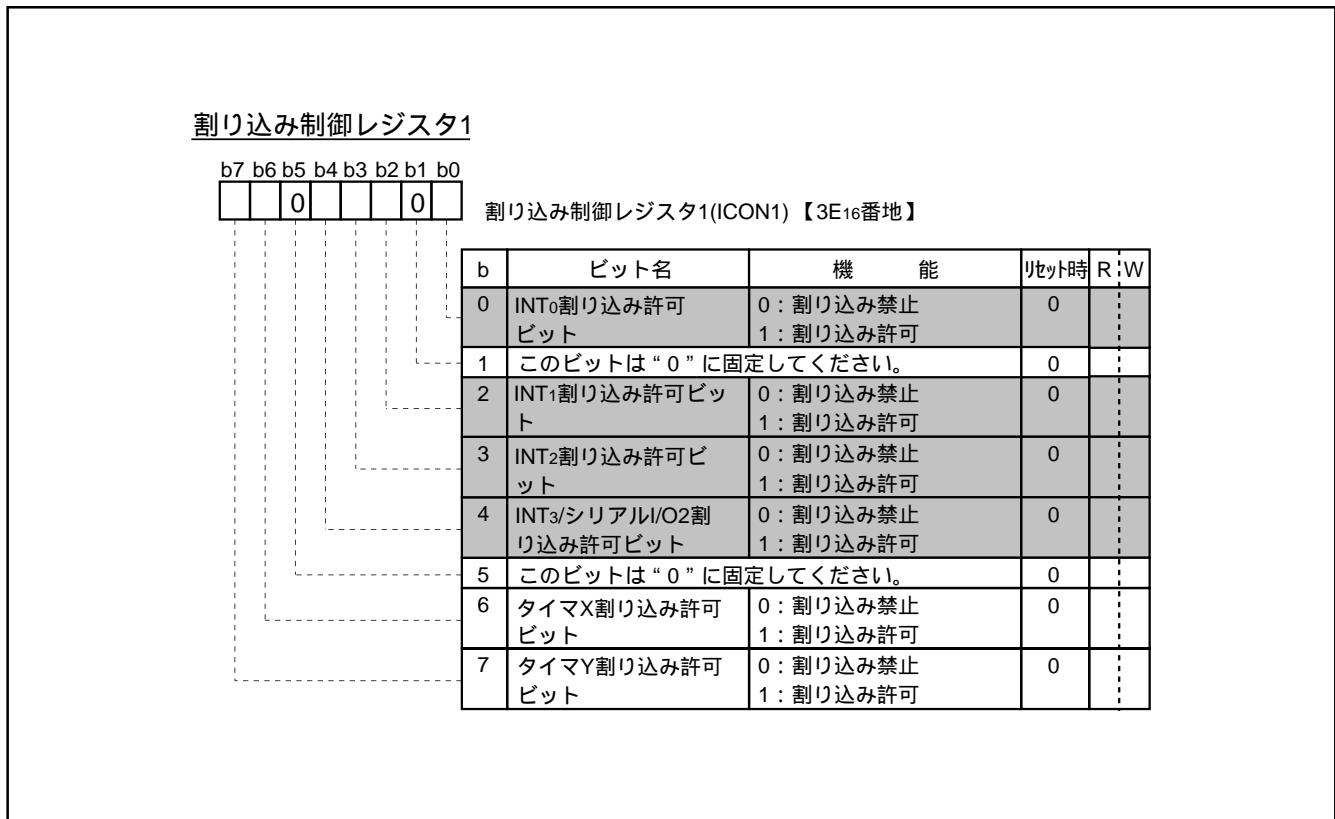 割り込み制御レジスタ1
b7 b6 b5 b4 b3 b2 b1 b0
0 0
割り込み制御レジスタ1(ICON1)【3E16番地】
b ビット名 機 能 リセット時 R W
0 INT0割り込み許可 0：割り込み禁止 0
ビット 1：割り込み許可
1 このビットは“0”に固定してください。 0
2 INT1割り込み許可ビッ 0：割り込み禁止 0
ト 1：割り込み許可
3 INT2割り込み許可ビ 0：割り込み禁止 0
ット 1：割り込み許可
4 INT3/シリアルI/O2割 0：割り込み禁止 0
り込み許可ビット 1：割り込み許可
5 このビットは“0”に固定してください。 0
6 タイマX割り込み許可 0：割り込み禁止 0
ビット 1：割り込み許可
7 タイマY割り込み許可 0：割り込み禁止 0
ビット 1：割り込み許可